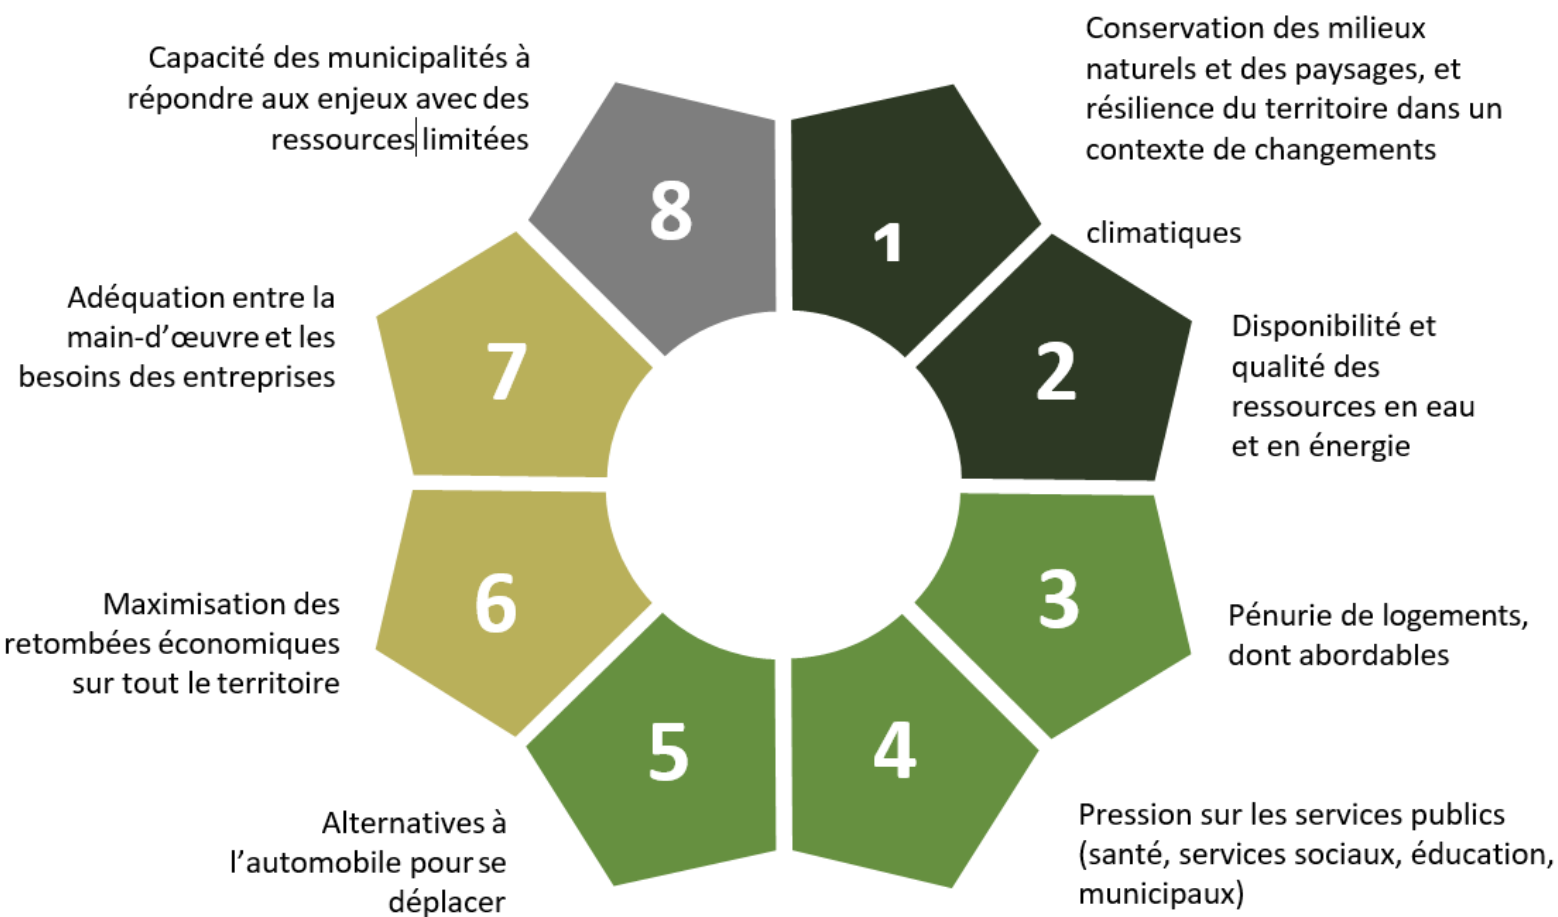 Conservation des milieux
naturels et des paysages, et
résilience du territoire dans un
contexte de changements
climatiques
1
2
Disponibilité et
qualité des
ressources en eau
et en énergie
3
Pénurie de logements,
dont abordables
4
Pression sur les services publics
(santé, services sociaux, éducation,
municipaux)
5
Alternatives à
l'automobile pour se
déplacer
6
Maximisation des
retombées économiques
sur tout le territoire
7
Adéquation entre la
main-d'œuvre et les
besoins des entreprises
8
Capacité des municipalités à
répondre aux enjeux avec des
ressources limitées